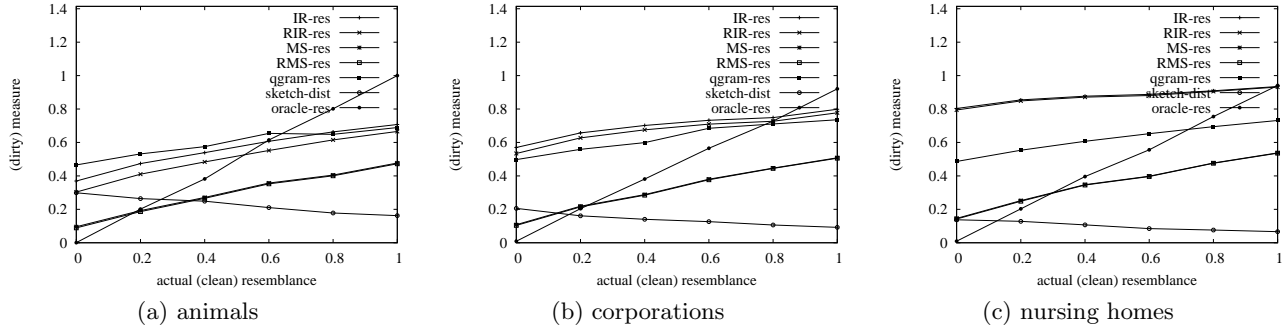 1.4
1.2
1
0.8
0.6
0.4
0.2
0
(dirty) measure
IR-res
RIR-res
MS-res
RMS-res
qgram-res
sketch-dist
oracle-res
0 0.2 0.4 0.6 0.8 1
actual (clean) resemblance
(a) animals
1.4
1.2
1
0.8
0.6
0.4
0.2
0
(dirty) measure
IR-res
RIR-res
MS-res
RMS-res
qgram-res
sketch-dist
oracle-res
0 0.2 0.4 0.6 0.8 1
actual (clean) resemblance
(b) corporations
1.4
1.2
1
0.8
0.6
0.4
0.2
0
(dirty) measure
IR-res
RIR-res
MS-res
RMS-res
qgram-res
sketch-dist
oracle-res
0 0.2 0.4 0.6 0.8 1
actual (clean) resemblance
(c) nursing homes